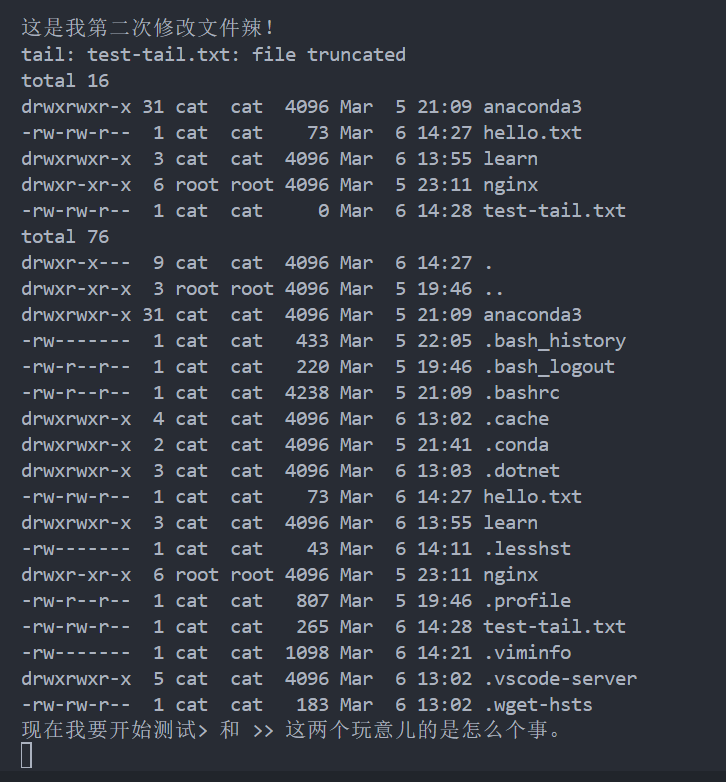 这是我第二次修改文件辣!
tail: test-tail.txt: file truncated
total 16
drwxrwxr-x 31 cat  cat  4096 Mar  5 21:09 anaconda3
-rw-rw-r--  1 cat  cat    73 Mar  6 14:27 hello.txt
drwxrwxr-x  3 cat  cat  4096 Mar  6 13:55 learn
drwxr-xr-x  6 root root 4096 Mar  5 23:11 nginx
-rw-rw-r--  1 cat  cat     0 Mar  6 14:28 test-tail.txt
total 76
drwxr-x---  9 cat  cat  4096 Mar  6 14:27 .
drwxr-xr-x  3 root root 4096 Mar  5 19:46 ..
drwxrwxr-x 31 cat  cat  4096 Mar  5 21:09 anaconda3
-rw-------  1 cat  cat   433 Mar  5 22:05 .bash_history
-rw-r--r--  1 cat  cat   220 Mar  5 19:46 .bash_logout
-rw-r--r--  1 cat  cat  4238 Mar  5 21:09 .bashrc
drwxrwxr-x  4 cat  cat  4096 Mar  6 13:02 .cache
drwxrwxr-x  2 cat  cat  4096 Mar  5 21:41 .conda
drwxrwxr-x  3 cat  cat  4096 Mar  6 13:03 .dotnet
-rw-rw-r--  1 cat  cat    73 Mar  6 14:27 hello.txt
drwxrwxr-x  3 cat  cat  4096 Mar  6 13:55 learn
-rw-------  1 cat  cat    43 Mar  6 14:11 .lesshst
drwxr-xr-x  6 root root 4096 Mar  5 23:11 nginx
-rw-r--r--  1 cat  cat   807 Mar  5 19:46 .profile
-rw-rw-r--  1 cat  cat   265 Mar  6 14:28 test-tail.txt
-rw-------  1 cat  cat  1098 Mar  6 14:21 .viminfo
drwxrwxr-x  5 cat  cat  4096 Mar  6 13:02 .vscode-server
-rw-rw-r--  1 cat  cat   183 Mar  6 13:02 .wget-hsts
现在我要开始测试> 和 >> 这两个玩意儿的是怎么个事。